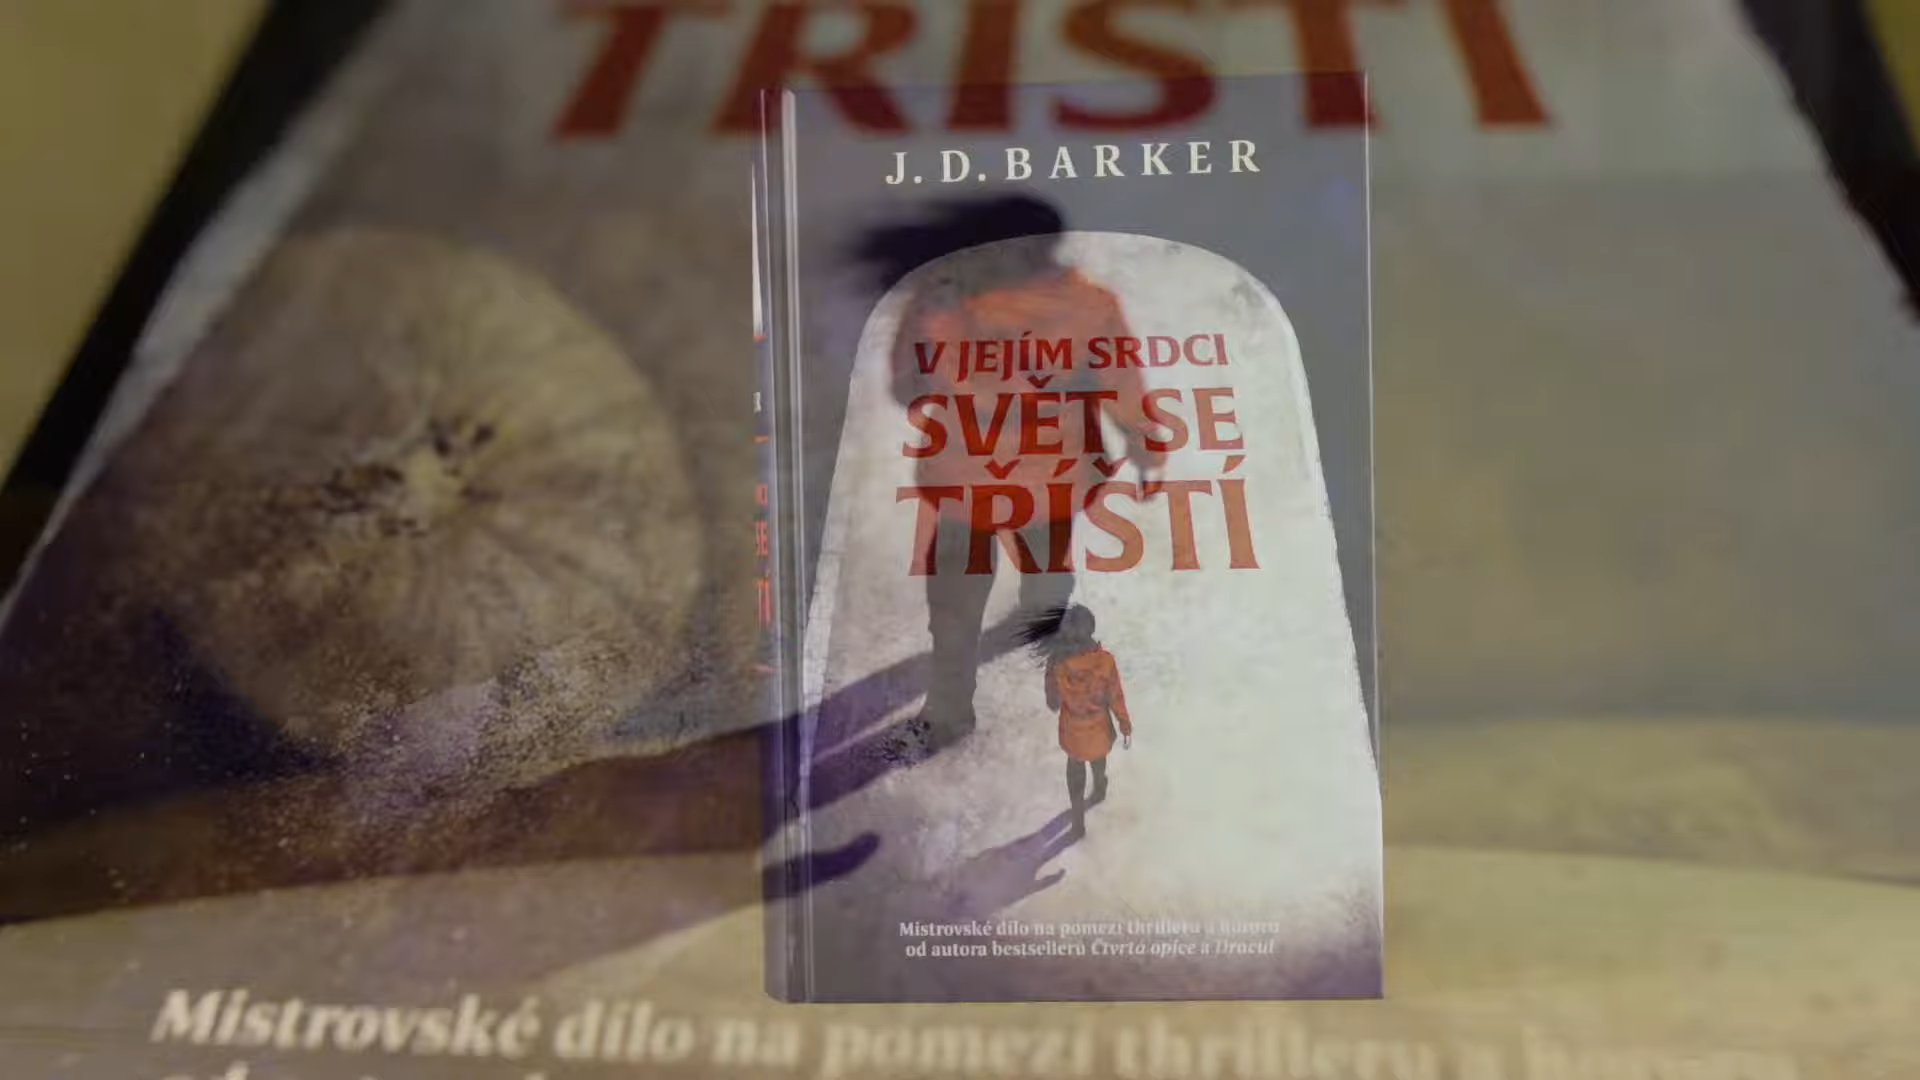 TŘÍŠTÍ
J. D. BARKER
V JEJÍM SRDCI
SVĚT SE
TŘÍŠTÍ
Mistrovské dílo na pomezí thrilleru a hororu
od autora bestsellerů Čtvrtá opice a Dracul
Mistrovské dílo na pomezí thrilleru a hororu